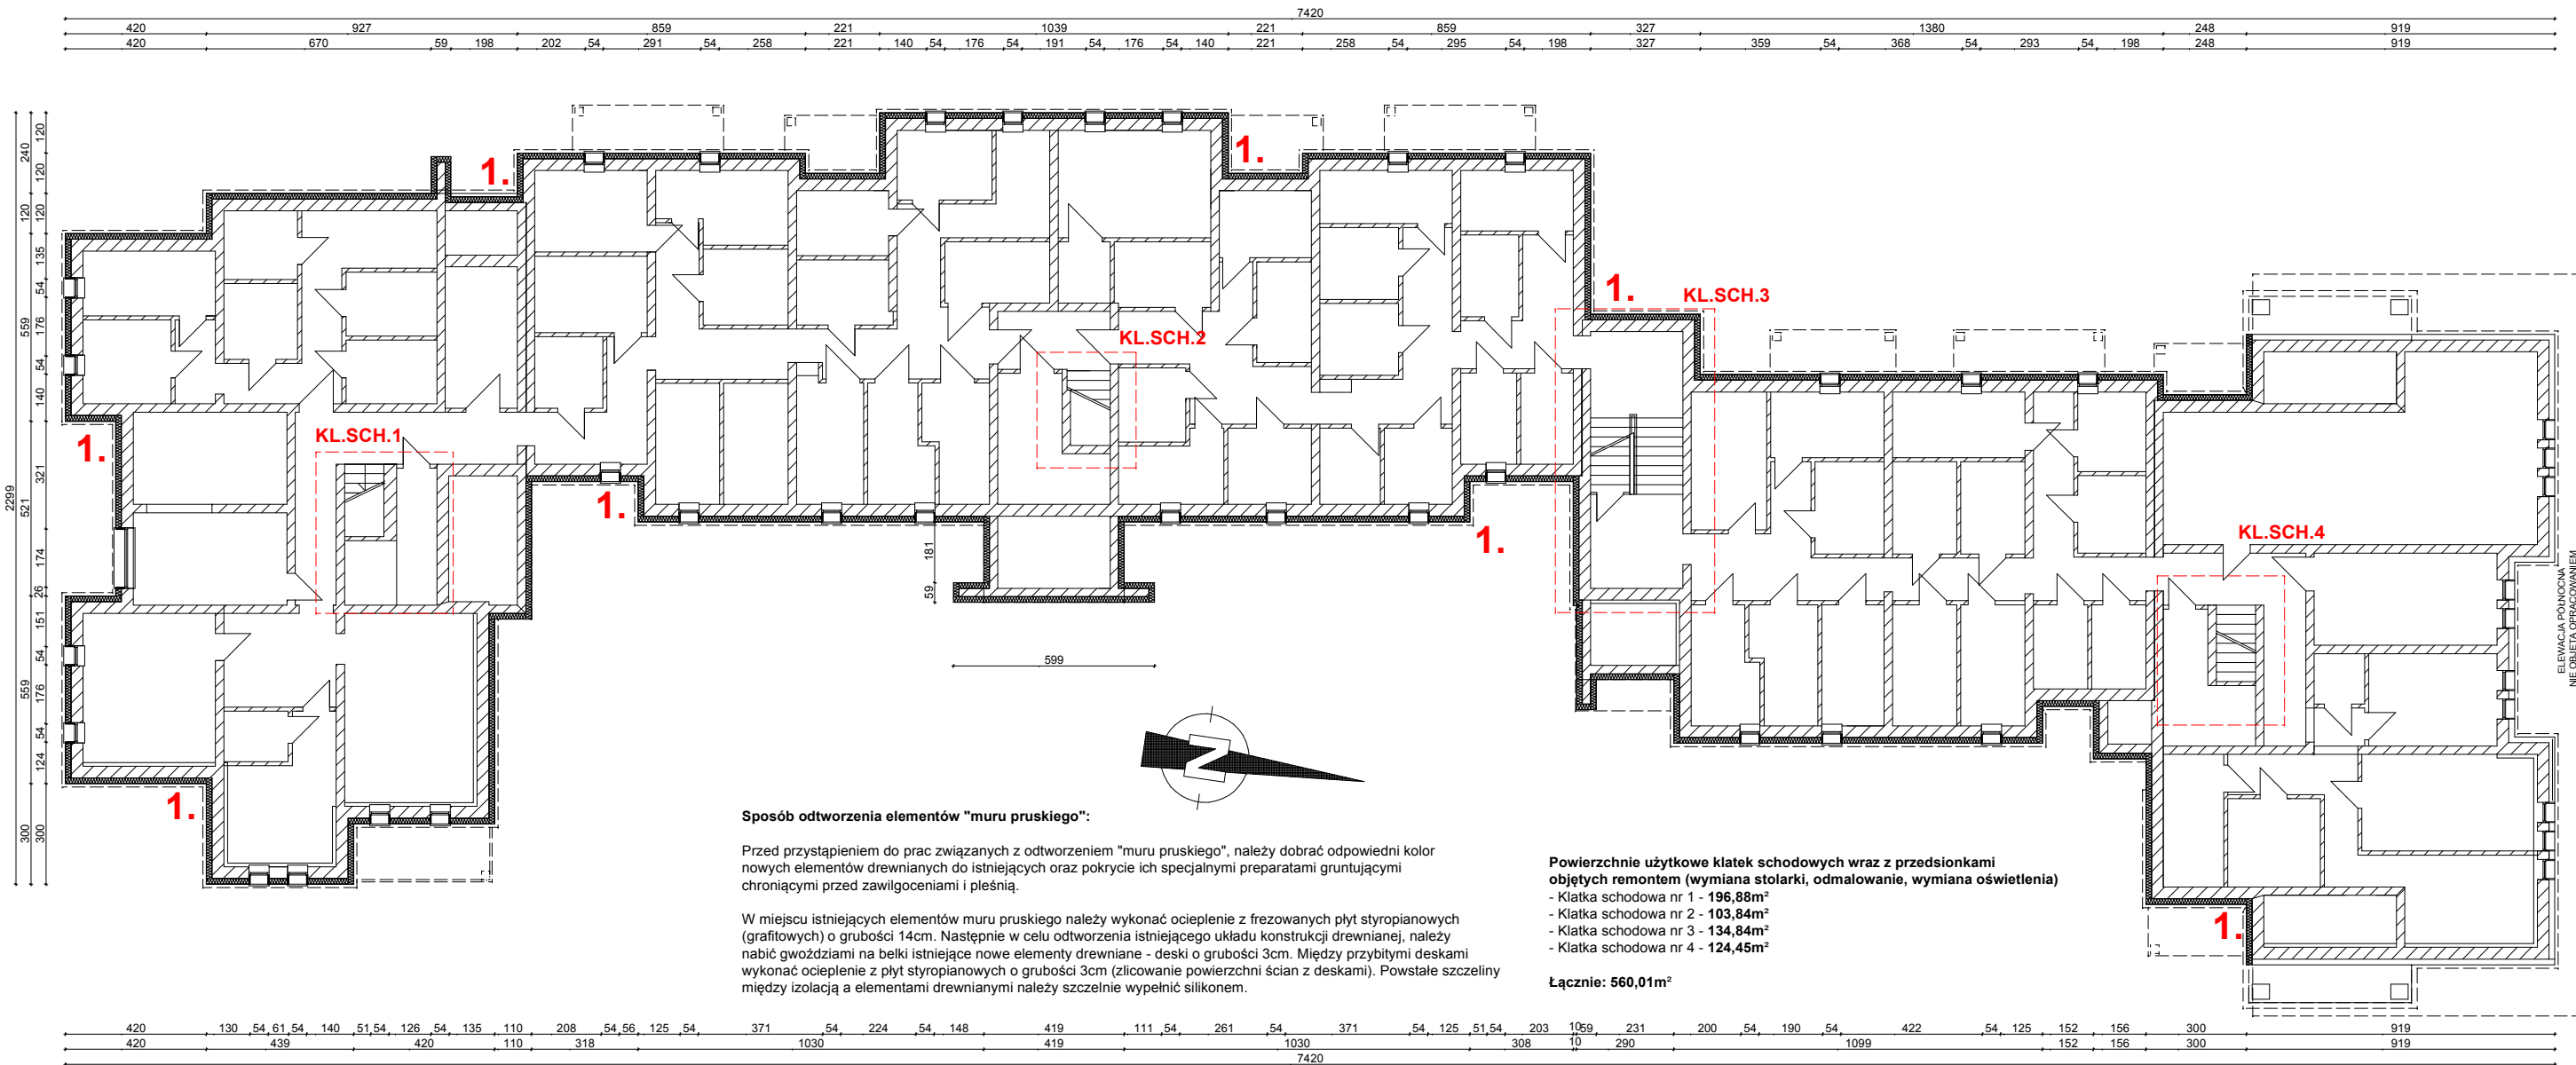 7420
420 927 859 221 1039 221 859 327 1380 248 919
420 670 59 198 202 54 291 54 258 221 140 54 176 54 191 54 176 54 140 221 258 54 295 54 198 327 359 54 368 54 293 54 198 248 919
2299
240 120 559 521 559 300
120 120 120 135 54 176 54 140 321 174 26 151 54 176 54 124 300
1.
1.
1.
KL.SCH.3
KL.SCH.2
KL.SCH.1
1.
1.
1.
KL.SCH.4
181
59
599
ELEWACJA PÓŁNOCNA
NIE OBJĘTA OPRACOWANIEM
N
1.
1.
Sposób odtworzenia elementów "muru pruskiego":
Przed przystąpieniem do prac związanych z odtworzeniem "muru pruskiego", należy dobrać odpowiedni kolor
nowych elementów drewnianych do istniejących oraz pokrycie ich specjalnymi preparatami gruntującymi
chroniącymi przed zawilgoceniami i pleśnią.
W miejscu istniejących elementów muru pruskiego należy wykonać ocieplenie z frezowanych płyt styropianowych
(grafitowych) o grubości 14cm. Następnie w celu odtworzenia istniejącego układu konstrukcji drewnianej, należy
nabić gwoździami na belki istniejące nowe elementy drewniane - deski o grubości 3cm. Między przybitymi deskami
wykonać ocieplenie z płyt styropianowych o grubości 3cm (zlicowanie powierzchni ścian z deskami). Powstałe szczeliny
między izolacją a elementami drewnianymi należy szczelnie wypełnić silikonem.
Powierzchnie użytkowe klatek schodowych wraz z przedsionkami
objętych remontem (wymiana stolarki, odmalowanie, wymiana oświetlenia)
- Klatka schodowa nr 1 - 196,88m²
- Klatka schodowa nr 2 - 103,84m²
- Klatka schodowa nr 3 - 134,84m²
- Klatka schodowa nr 4 - 124,45m²
Łącznie: 560,01m²
420 130 54 61 54 140 51 54 126 54 135 110 208 54 56 125 54 371 54 224 54 148 419 111 54 261 54 371 54 125 51 54 203 10 59 231 200 54 190 54 422 54 125 152 156 300 919
420 439 420 110 318 1030 419 1030 308 10 290 1099 152 156 300 919
7420